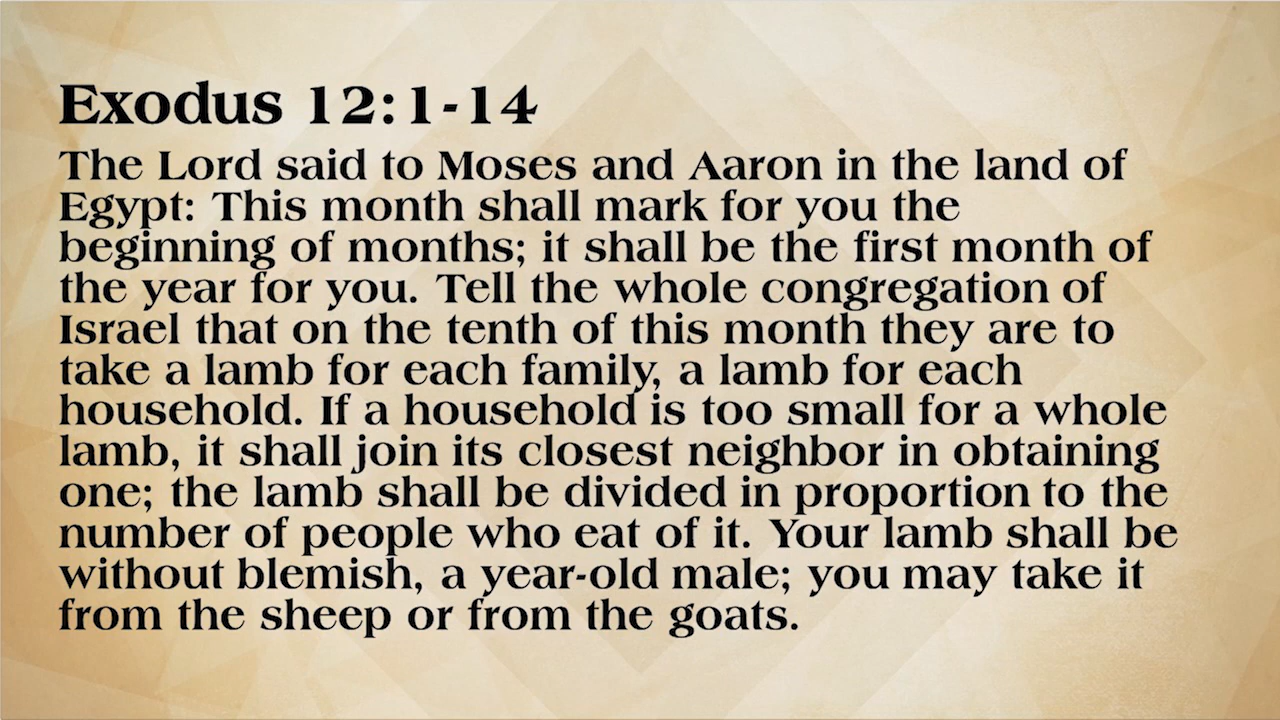 Exodus 12:1-14
The Lord said to Moses and Aaron in the land of
Egypt: This month shall mark for you the
beginning of months; it shall be the first month of
the year for you. Tell the whole congregation of
Israel that on the tenth of this month they are to
take a lamb for each family, a lamb for each
household. If a household is too small for a whole
lamb, it shall join its closest neighbor in obtaining
one; the lamb shall be divided in proportion to the
number of people who eat of it. Your lamb shall be
without blemish, a year-old male; you may take it
from the sheep or from the goats.